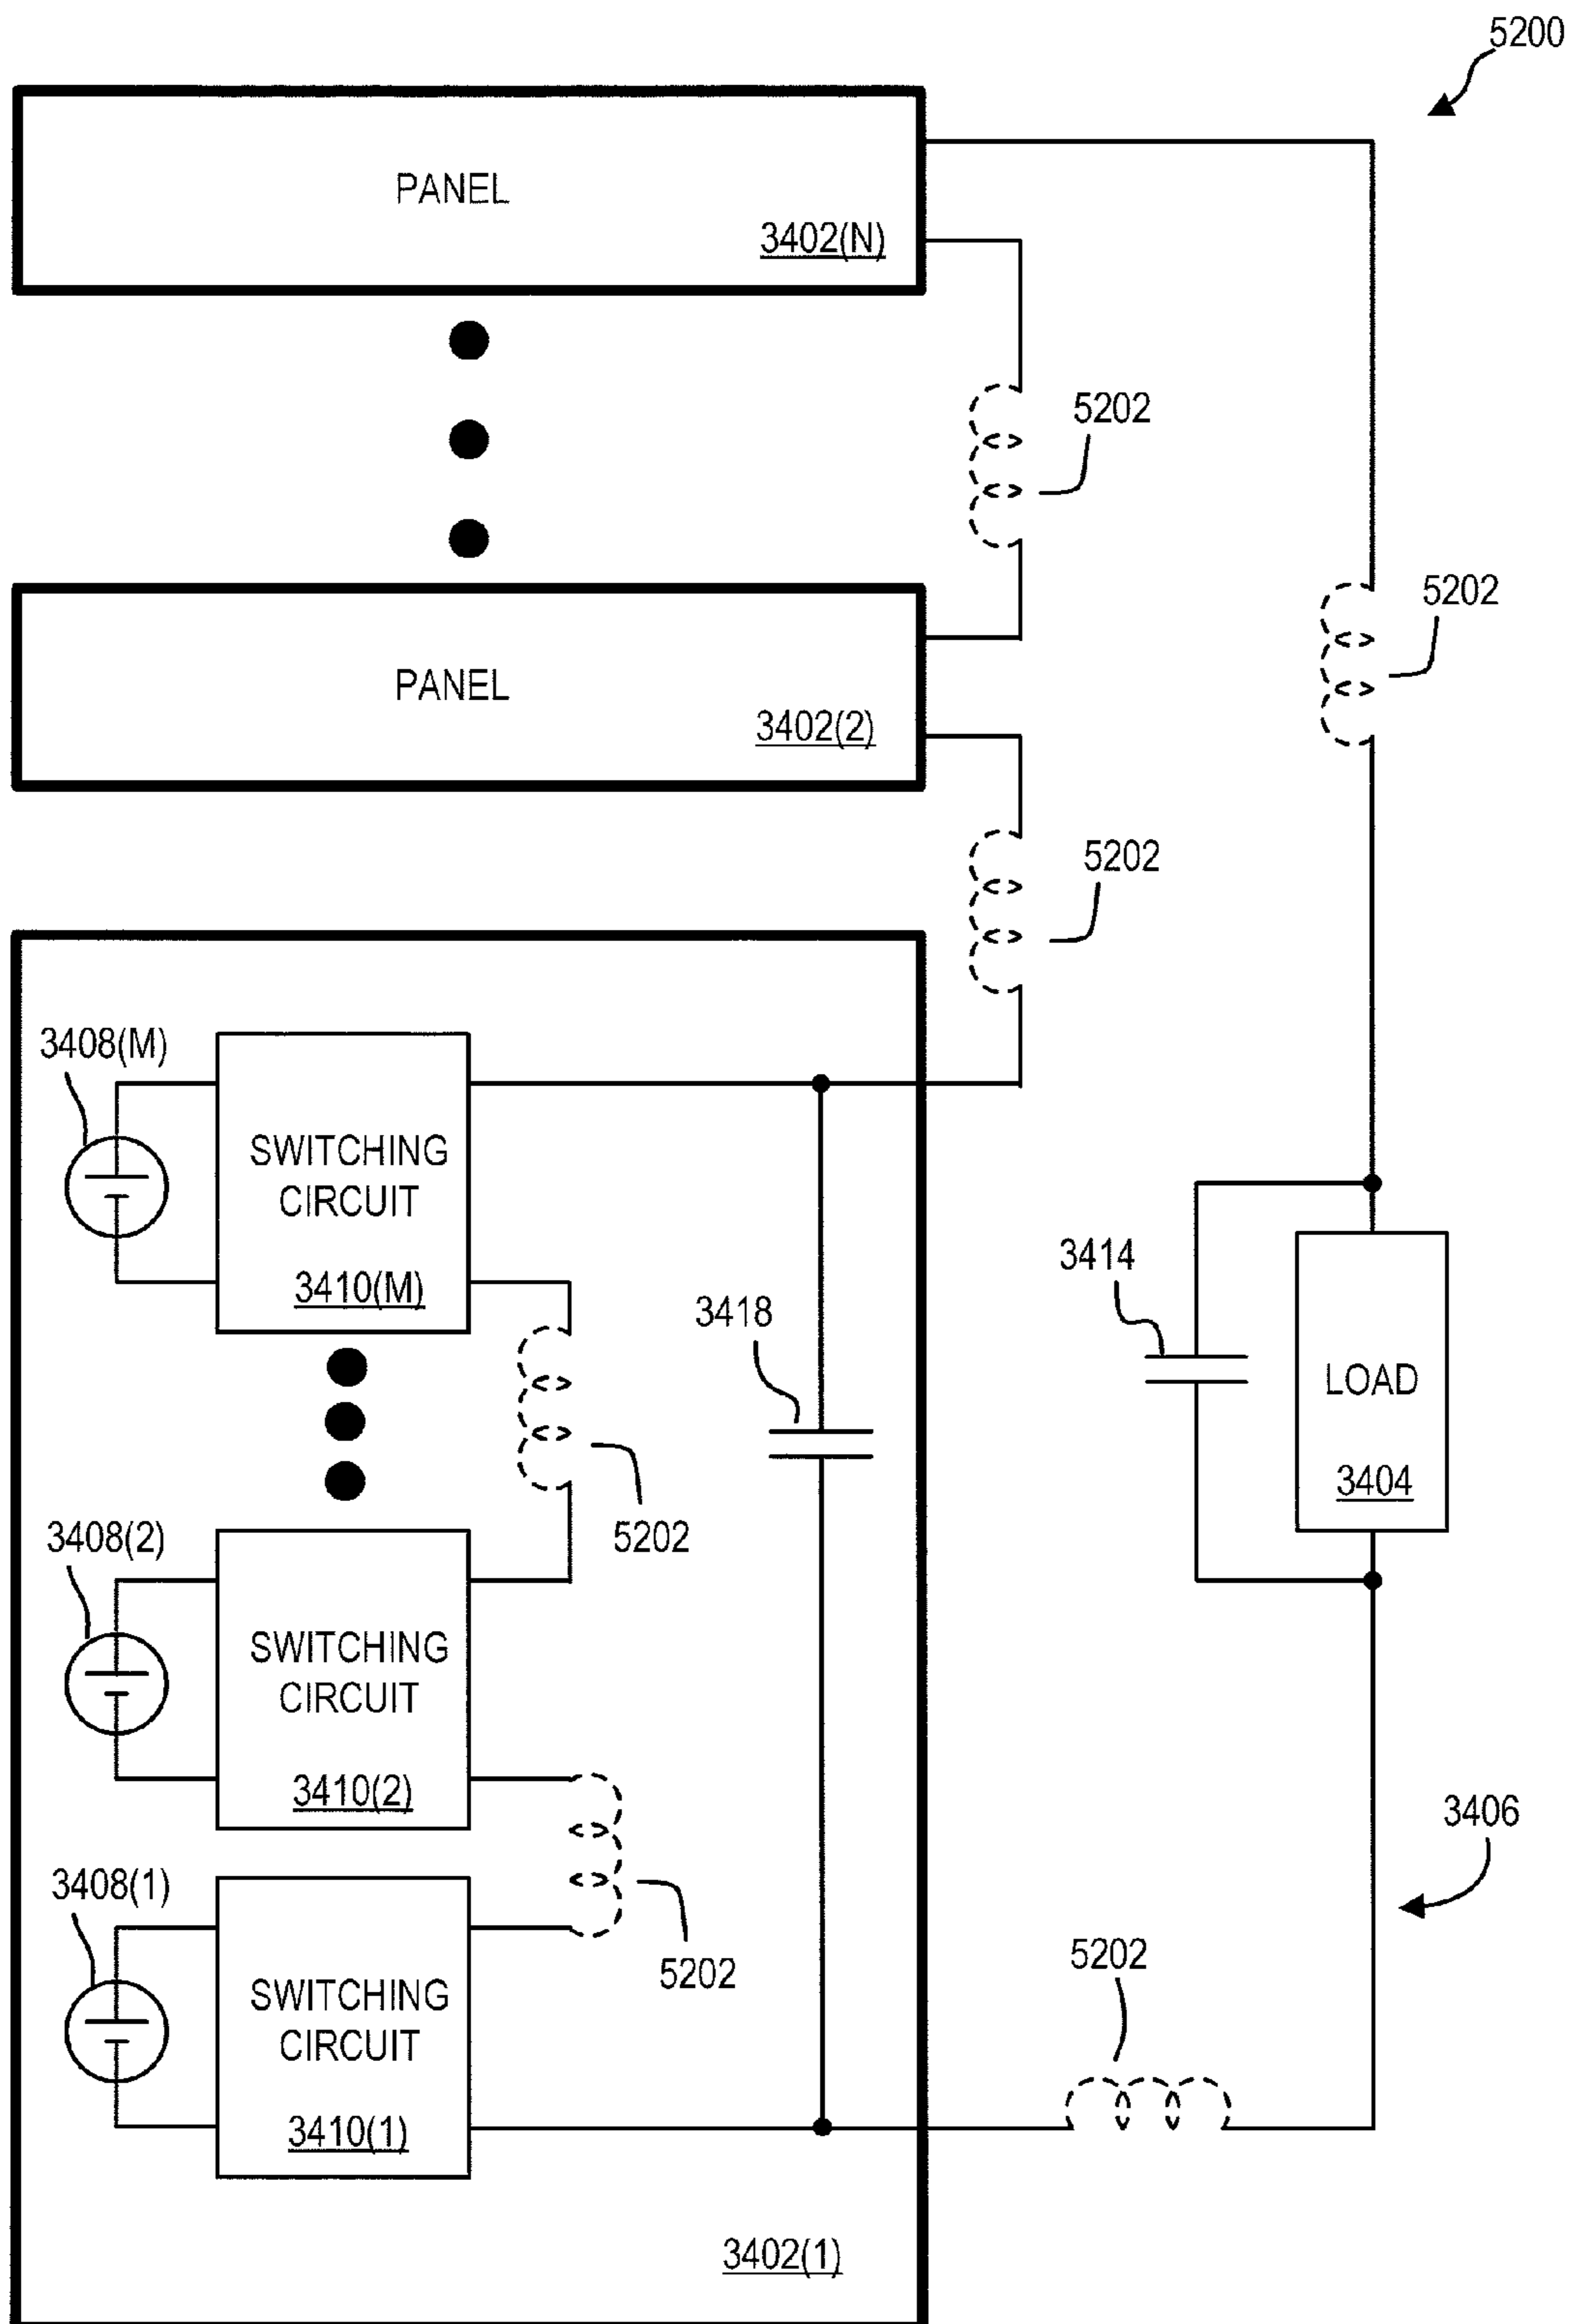 5200
PANEL
3402(N)
5202
5202
PANEL
3402(2)
5202
3408(M)
SWITCHING
CIRCUIT
3410(M)
3418
3414
LOAD
3404
5202
3408(2)
SWITCHING
CIRCUIT
3410(2)
3406
3408(1)
5202
SWITCHING
CIRCUIT
3410(1)
5202
3402(1)